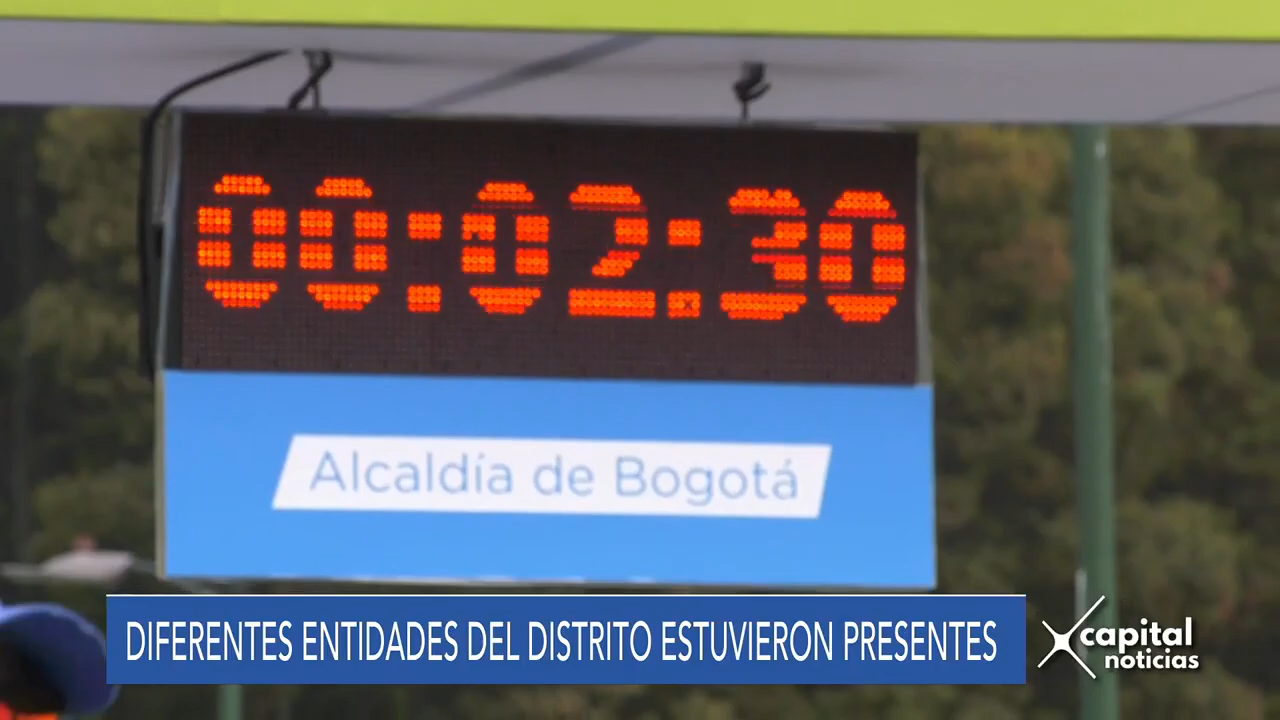 00:02:30
Alcaldía de Bogotá
DIFERENTES ENTIDADES DEL DISTRITO ESTUVIERON PRESENTES
capital
noticias